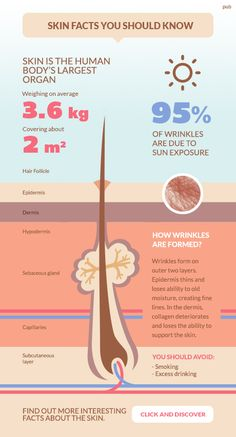 pub
SKIN FACTS YOU SHOULD KNOW
SKIN IS THE HUMAN
BODY'S LARGEST
ORGAN
Weighing on average
3.6 kg
Covering about
2 m²
95%
OF WRINKLES
ARE DUE TO
SUN EXPOSURE
Hair Follicle
Epidermis
Dermis
Hypodermis
Sebaceous gland
Capillaries
Subcutaneous
layer
HOW WRINKLES
ARE FORMED?
Wrinkles form on
outer two layers.
Epidermis thins and
loses ability to old
moisture, creating fine
lines. In the dermis,
collagen deteriorates
and loses the ability to
support the skin.
YOU SHOULD AVOID:
- Smoking
- Excess drinking
FIND OUT MORE INTERESTING
FACTS ABOUT THE SKIN.
CLICK AND DISCOVER